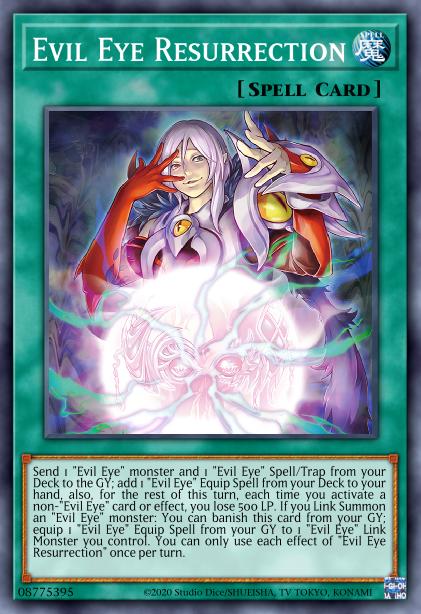 Evil Eye Resurrection
SPELL
魔
[Spell Card]
Send 1 "Evil Eye" monster and 1 "Evil Eye" Spell/Trap from your
Deck to the GY; add 1 "Evil Eye" Equip Spell from your Deck to your
hand, also, for the rest of this turn, each time you activate a
non-"Evil Eye" card or effect, you lose 500 LP. If you Link Summon
an "Evil Eye" monster: You can banish this card from your GY;
equip 1 "Evil Eye" Equip Spell from your GY to 1 "Evil Eye" Link
Monster you control. You can only use each effect of "Evil Eye
Resurrection" once per turn.
08775395 ©2020 Studio Dice/SHUEISHA, TV TOKYO, KONAMI